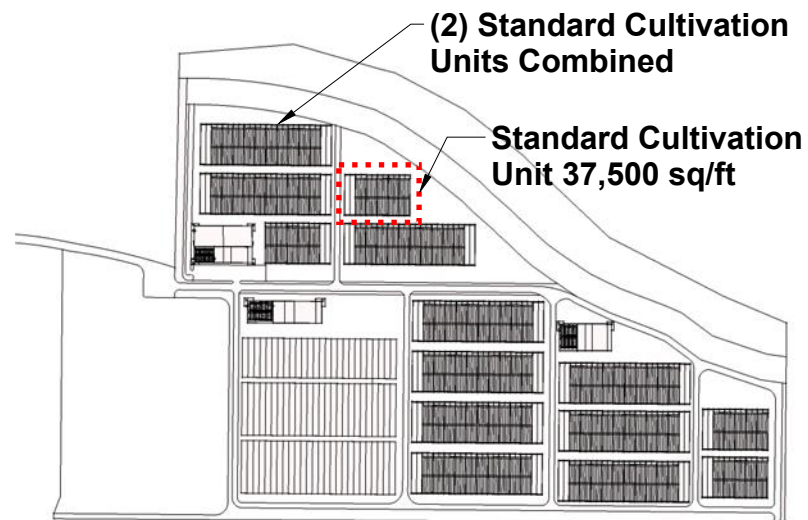 (2) Standard Cultivation
Units Combined
Standard Cultivation
Unit 37,500 sq/ft